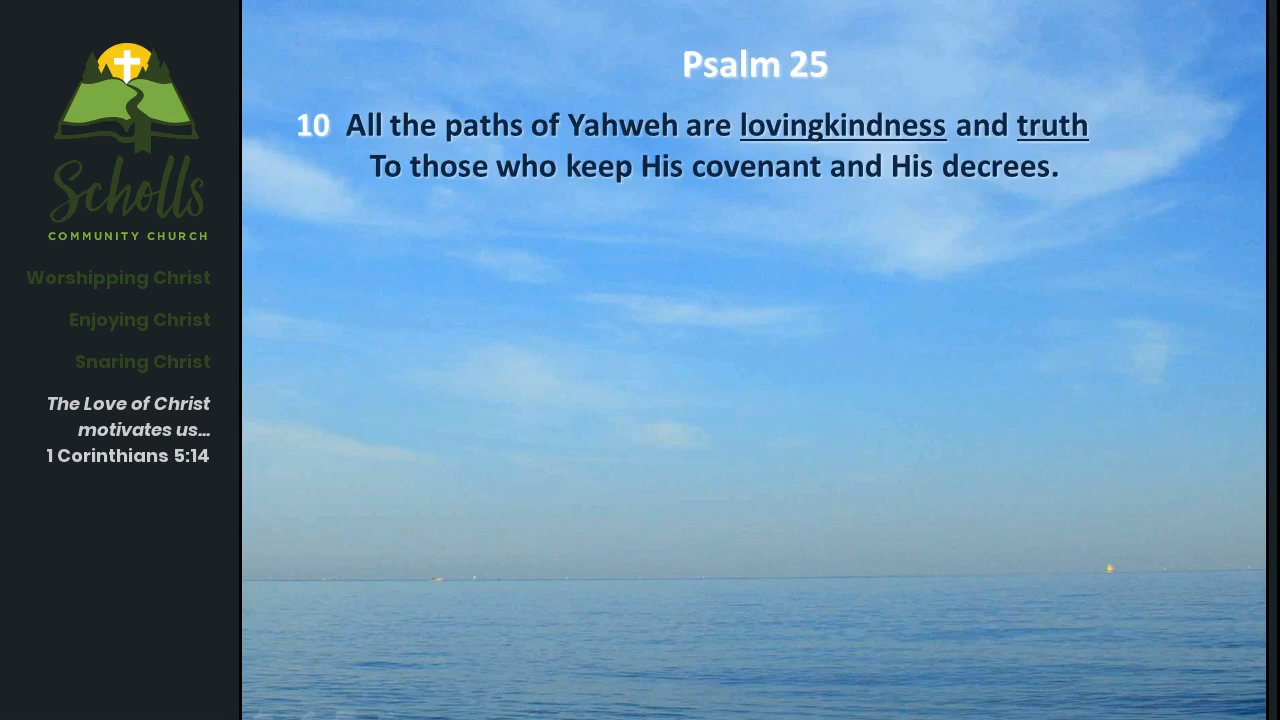 Scholls
COMMUNITY CHURCH
Worshipping Christ
Enjoying Christ
Snaring Christ
The Love of Christ
motivates us...
1 Corinthians 5:14
Psalm 25
10 All the paths of Yahweh are lovingkindness and truth
To those who keep His covenant and His decrees.